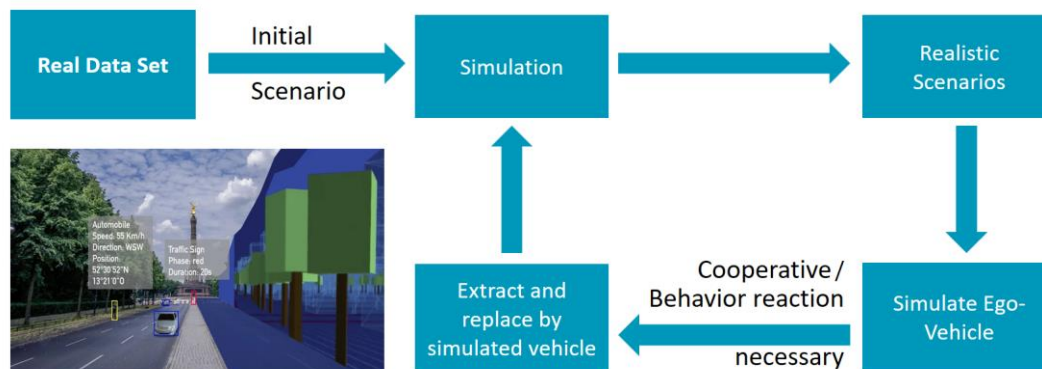 Real Data Set
Initial
Scenario
Simulation
Realistic
Scenarios
Automobile
Speed: 55 Km/h
Direction: WSW
Position:
52°30'52"N
13°21'0"O
Traffic Sign
Phase: red
Duration: 20s
Extract and
replace by
simulated vehicle
Cooperative/
Behavior reaction
necessary
Simulate Ego-
Vehicle